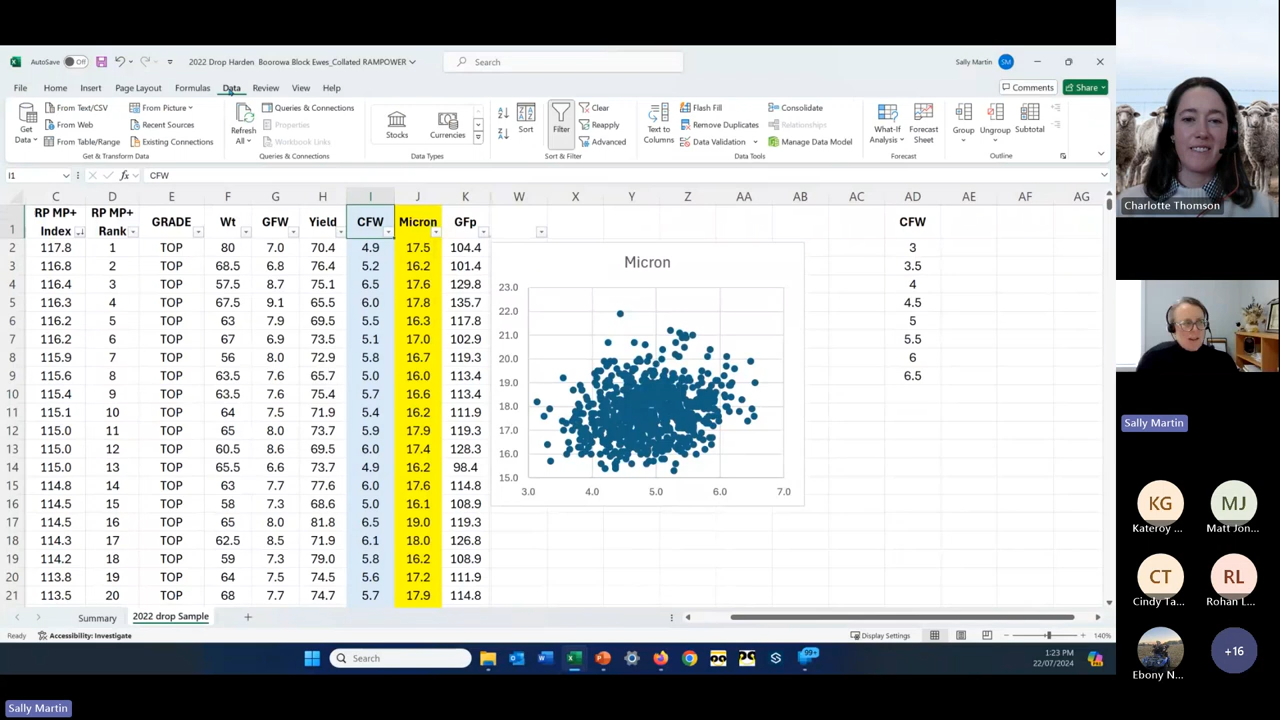 AutoSave Off 2022 Drop Harden Boorowa Block Ewes_Collated RAMPOWER Search Sally Martin SM
File Home Insert Page Layout Formulas Data Review View Help Comments Share
Get Data From Text/CSV From Picture Refresh All Queries & Connections Stocks Currencies Sort Filter Clear Text to Columns Flash Fill Consolidate What-If Analysis Forecast Sheet Group Ungroup Subtotal
From Web Recent Sources Properties Reapply Remove Duplicates Relationships
From Table/Range Existing Connections Workbook Links Advanced Data Validation Manage Data Model
Get & Transform Data Queries & Connections Data Types Sort & Filter Data Tools Forecast Outline
I1 fx CFW
C D E F G H I J K W X Y Z AA AB AC AD AE AF AG
1 RP MP+ Index RP MP+ Rank GRADE Wt GFW Yield CFW Micron GFp CFW
2 117.8 1 TOP 80 7.0 70.4 4.9 17.5 104.4 3
3 116.8 2 TOP 68.5 6.8 76.4 5.2 16.2 101.4 3.5
4 116.4 3 TOP 57.5 8.7 75.1 6.5 17.6 129.8 4
5 116.3 4 TOP 67.5 9.1 65.5 6.0 17.8 135.7 4.5
6 116.2 5 TOP 63 7.9 69.5 5.5 16.3 117.8 5
7 116.2 6 TOP 67 6.9 73.5 5.1 17.0 102.9 5.5
8 115.9 7 TOP 56 8.0 72.9 5.8 16.7 119.3 6
9 115.6 8 TOP 63.5 7.6 65.7 5.0 16.0 113.4 6.5
10 115.4 9 TOP 63.5 7.6 75.4 5.7 16.6 113.4
11 115.1 10 TOP 64 7.5 71.9 5.4 16.2 111.9
12 115.0 11 TOP 65 8.0 73.7 5.9 17.9 119.3
13 115.0 12 TOP 60.5 8.6 69.5 6.0 17.4 128.3
14 115.0 13 TOP 65.5 6.6 73.7 4.9 16.2 98.4
15 114.8 14 TOP 63 7.7 77.6 6.0 17.6 114.8
16 114.5 15 TOP 58 7.3 68.6 5.0 16.1 108.9
17 114.5 16 TOP 65 8.0 81.8 6.5 19.0 119.3
18 114.3 17 TOP 62.5 8.5 71.9 6.1 18.0 126.8
19 114.2 18 TOP 59 7.3 79.0 5.8 16.2 108.9
20 113.8 19 TOP 64 7.5 74.5 5.6 17.2 111.9
21 113.5 20 TOP 68 7.7 74.7 5.7 17.9 114.8
Micron
23.0
22.0
21.0
20.0
19.0
18.0
17.0
16.0
15.0
3.0 4.0 5.0 6.0 7.0
Summary 2022 drop Sample
Ready Accessibility: Investigate Display Settings 140%
Search 99+ 1:23 PM
22/07/2024
Sally Martin
Charlotte Thomson
Sally Martin
KG MJ
Kateroy ... Matt Jon...
CT RL
Cindy Ta... Rohan L...
+16
Ebony N...